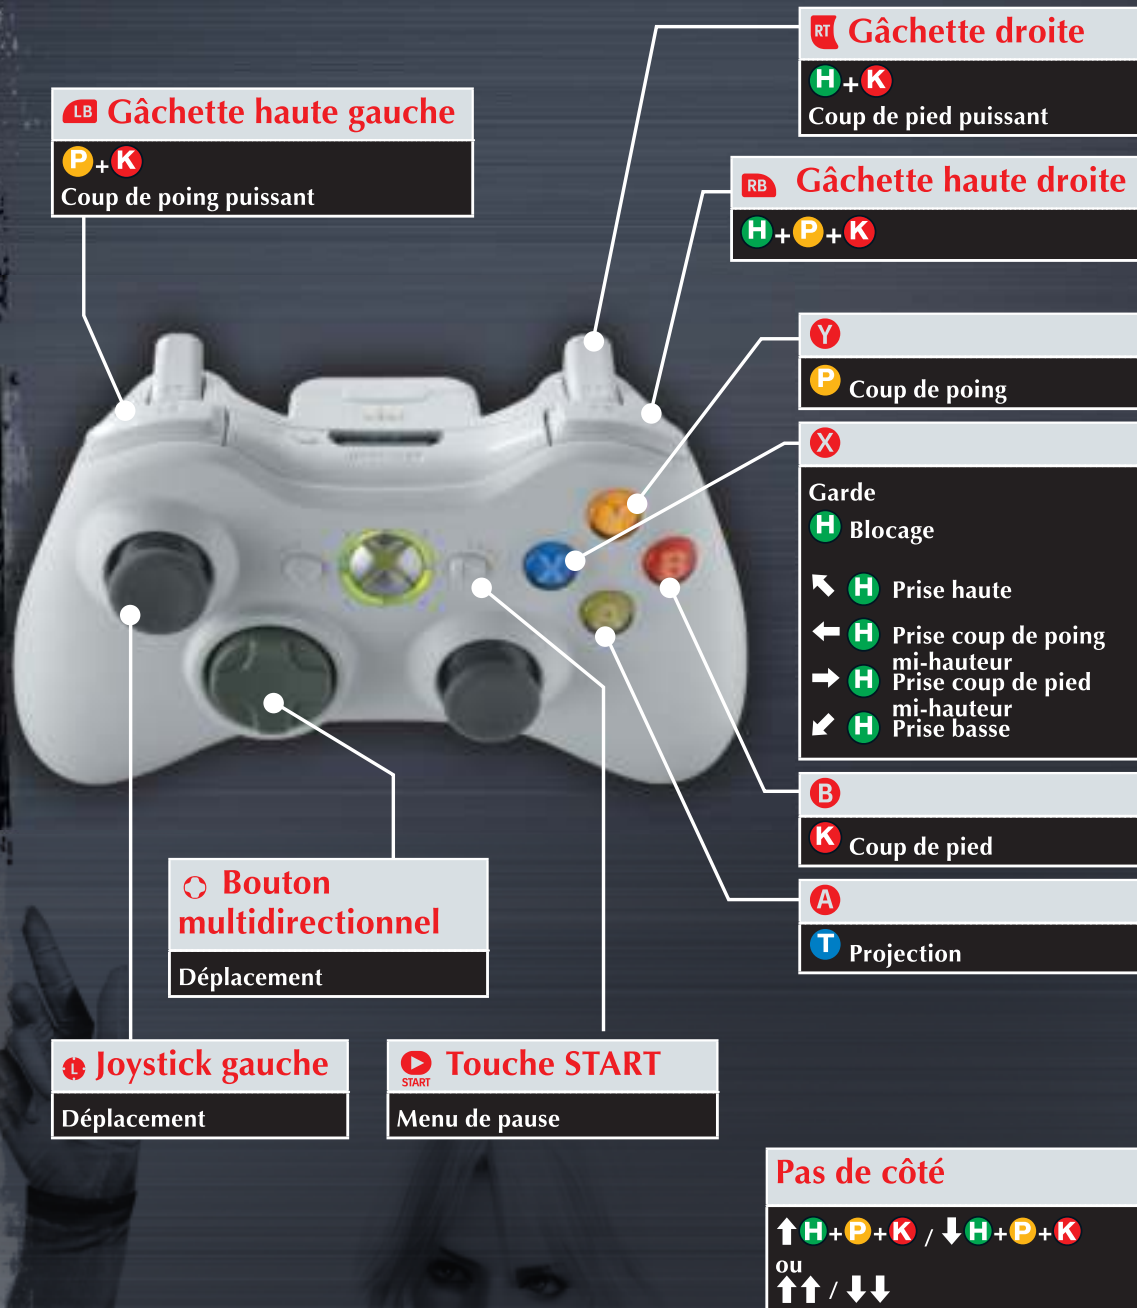 RT Gâchette droite
H+K
Coup de pied puissant
LB Gâchette haute gauche
P+K
Coup de poing puissant
RB Gâchette haute droite
H+P+K
Y
P Coup de poing
X
Garde
H Blocage
↖ H Prise haute
← H Prise coup de poing
mi-hauteur
→ H Prise coup de pied
mi-hauteur
↙ H Prise basse
B
K Coup de pied
A
T Projection
Bouton
multidirectionnel
Déplacement
L Joystick gauche
Déplacement
START Touche START
Menu de pause
Pas de côté
↑H+P+K / ↓H+P+K
ou
↑↑ / ↓↓